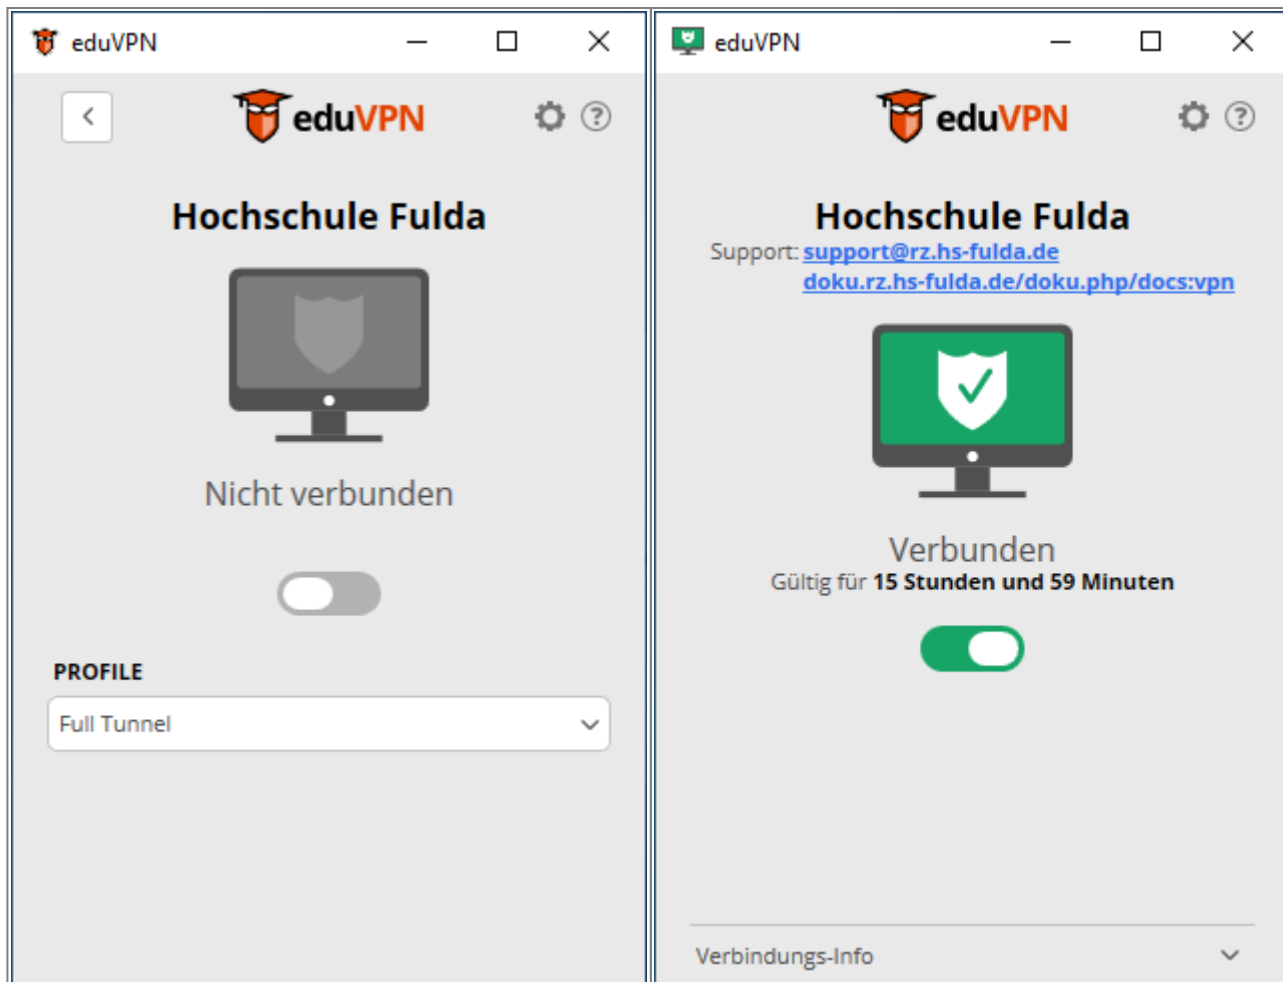 eduVPN
eduVPN
Hochschule Fulda
Nicht verbunden
PROFILE
Full Tunnel
eduVPN
eduVPN
Hochschule Fulda
Support: support@rz.hs-fulda.de
doku.rz.hs-fulda.de/doku.php/docs:vpn
Verbunden
Gültig für 15 Stunden und 59 Minuten
Verbindungs-Info